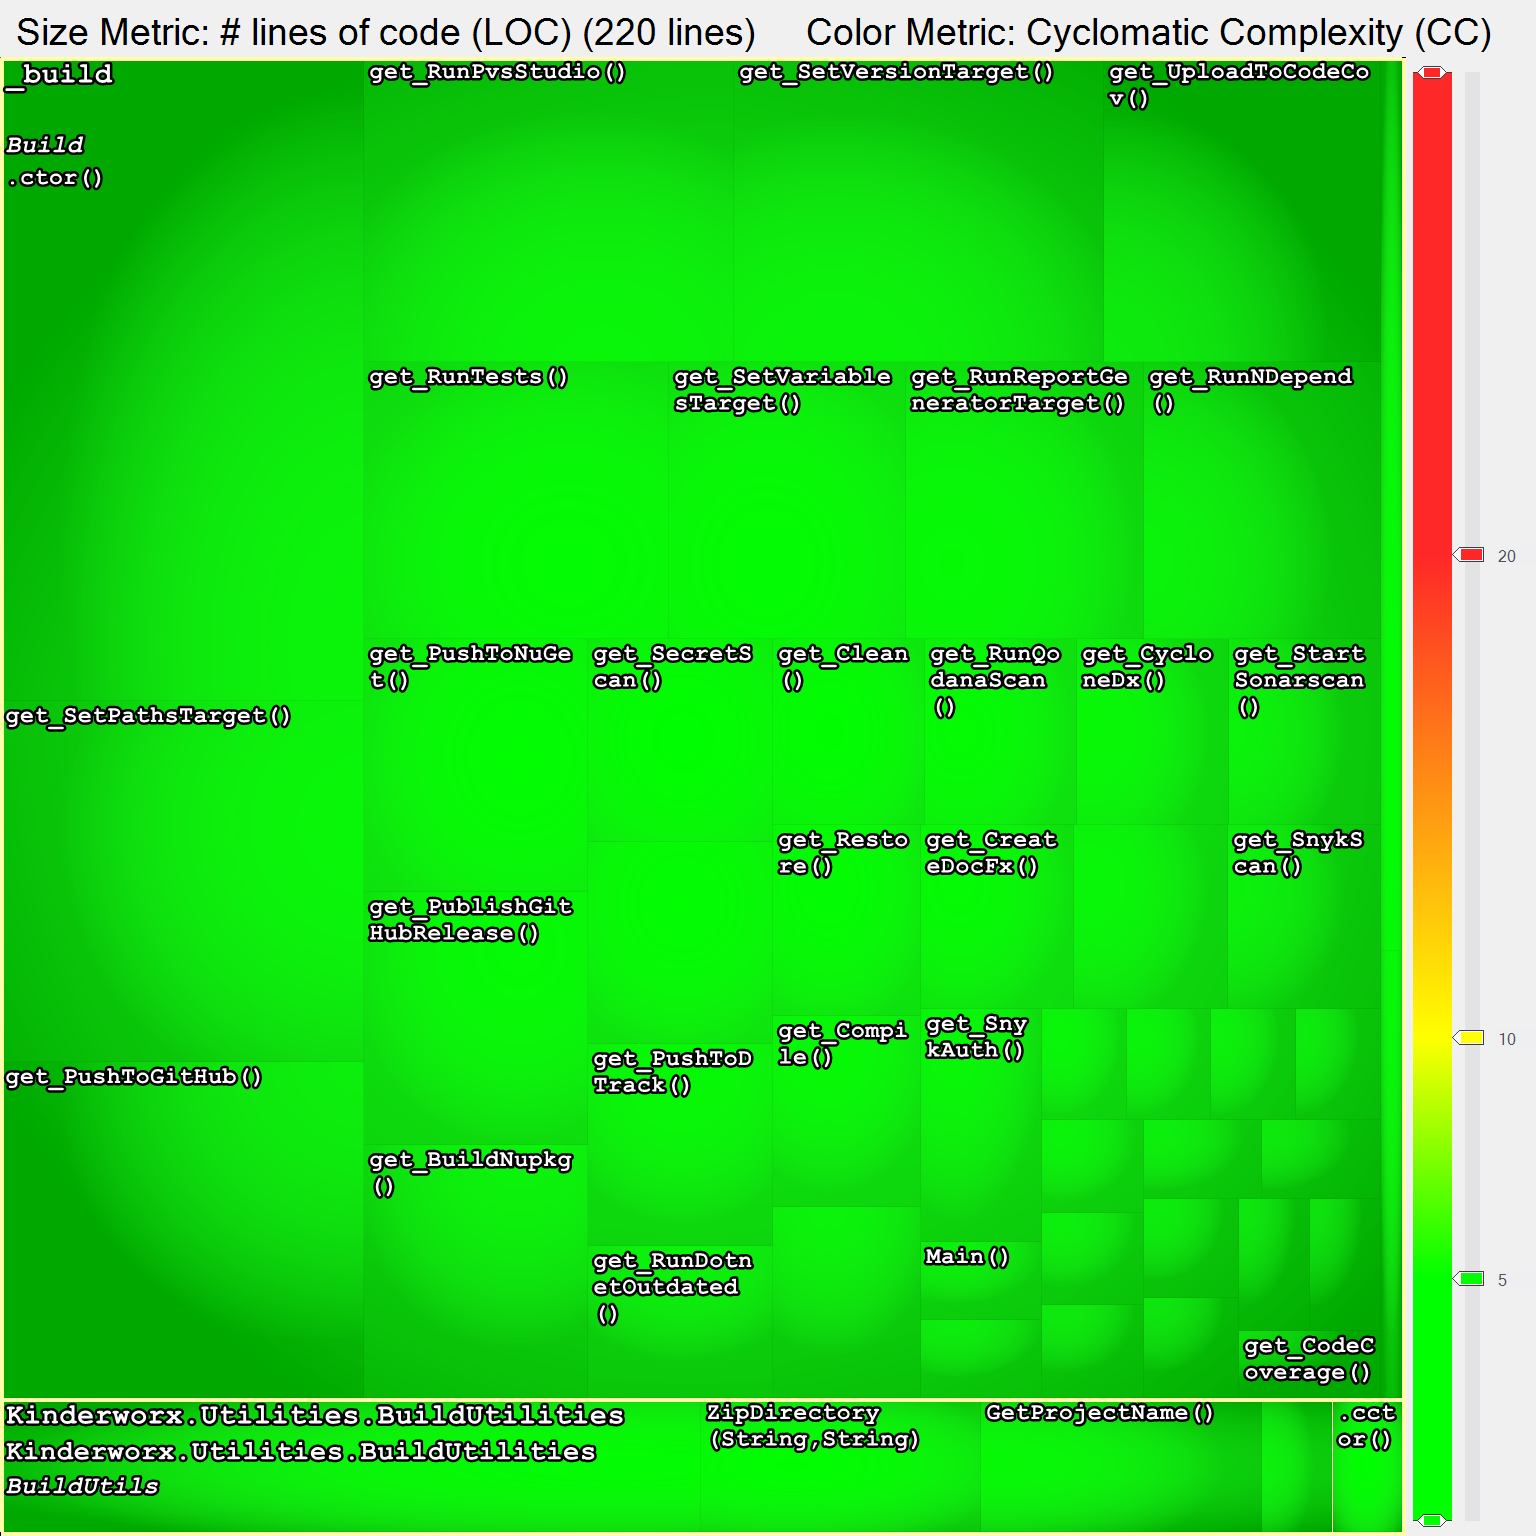 Size Metric: # lines of code (LOC) (220 lines)
Color Metric: Cyclomatic Complexity (CC)
_build
Build
.ctor()
get_RunPvsStudio()
get_SetVersionTarget()
get_UploadToCodeCo
v()
get_RunTests()
get_SetVariable
sTarget()
get_RunReportGe
neratorTarget()
get_RunNDepend
()
get_SetPathsTarget()
get_PushToNuGe
t()
get_SecretS
can()
get_Clean
()
get_RunQo
danaScan
()
get_Cyclo
neDx()
get_Start
Sonarscan
()
get_Resto
re()
get_Creat
eDocFx()
get_SnykS
can()
get_PublishGit
HubRelease()
get_PushToGitHub()
get_PushToD
Track()
get_Compi
le()
get_Sny
kAuth()
get_BuildNupkg
()
get_RunDotn
etOutdated
()
Main()
get_CodeC
overage()
Kinderworx.Utilities.BuildUtilities
Kinderworx.Utilities.BuildUtilities
BuildUtils
ZipDirectory
(String,String)
GetProjectName()
.cct
or()
20
10
5